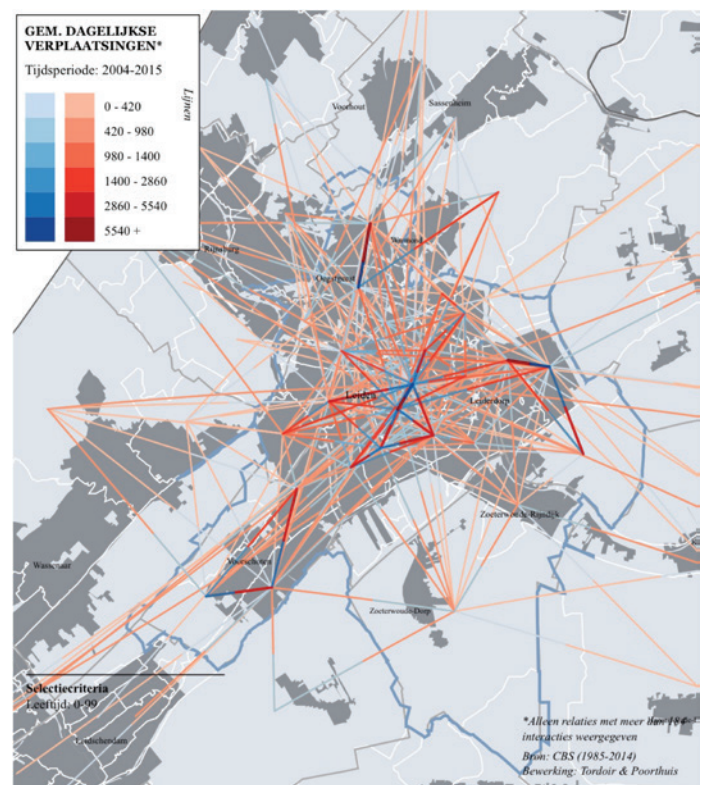 GEM. DAGELIJKSE
VERPLAATSINGEN*
Tijdsperiode: 2004-2015
Lijnen
0 - 420
420 - 980
980 - 1400
1400 - 2860
2860 - 5540
5540 +
Voorhout
Sassenheim
Rijnsburg
Warmond
Oegstgeest
Leiden
Leiderdorp
Zoeterwoude-Rijndijk
Wassenaar
Voorschoten
Zoeterwoude-Dorp
Selectiecriteria
Leeftijd: 0-99
Leidschendam
*Alleen relaties met meer dan 184
interacties weergegeven
Bron: CBS (1985-2014)
Bewerking: Tordoir & Poorthuis